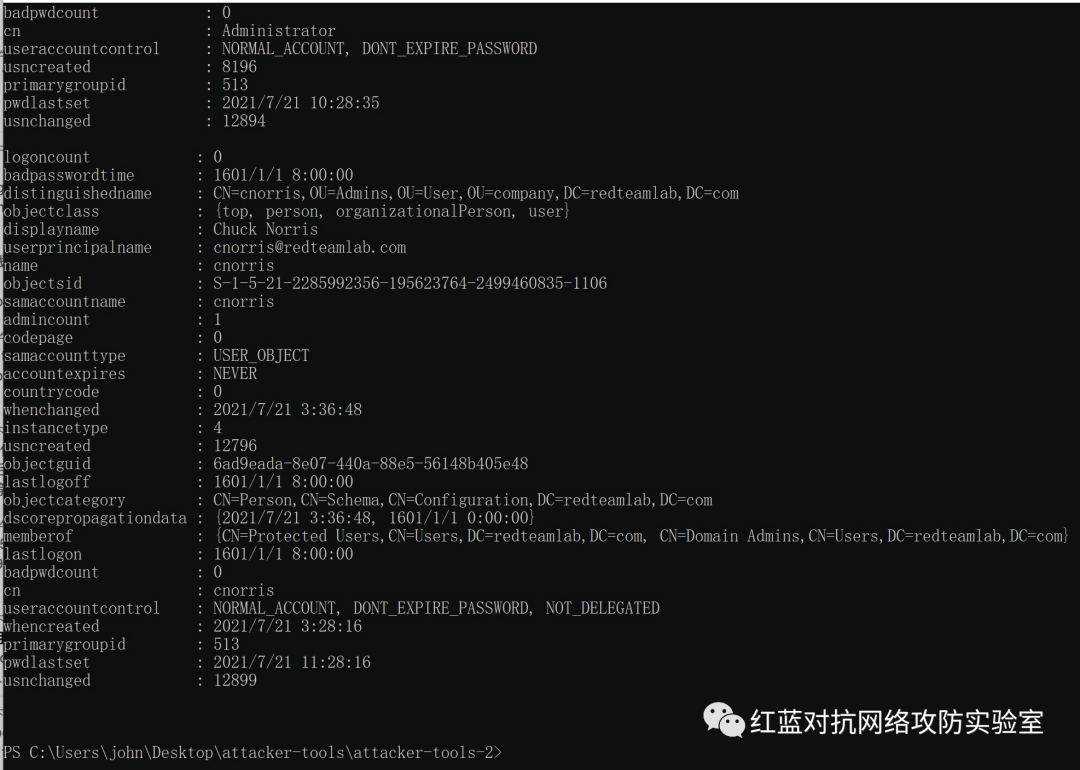 badpwdcount : 0
cn : Administrator
useraccountcontrol : NORMAL_ACCOUNT, DONT_EXPIRE_PASSWORD
usncreated : 8196
primarygroupid : 513
pwdlastset : 2021/7/21 10:28:35
usnchanged : 12894
logoncount : 0
badpasswordtime : 1601/1/1 8:00:00
distinguishedname : CN=cnorris,OU=Admins,OU=User,OU=company,DC=redteamlab,DC=com
objectclass : {top, person, organizationalPerson, user}
displayname : Chuck Norris
userprincipalname : cnorris@redteamlab.com
name : cnorris
objectsid : S-1-5-21-2285992356-195623764-2499460835-1106
samaccountname : cnorris
admincount : 1
codepage : 0
samaccounttype : USER_OBJECT
accountexpires : NEVER
countrycode : 0
whenchanged : 2021/7/21 3:36:48
instancetype : 4
usncreated : 12796
objectguid : 6ad9eada-8e07-440a-88e5-56148b405e48
lastlogoff : 1601/1/1 8:00:00
objectcategory : CN=Person,CN=Schema,CN=Configuration,DC=redteamlab,DC=com
dscorepropagationdata : {2021/7/21 3:36:48, 1601/1/1 0:00:00}
memberof : {CN=Protected Users,CN=Users,DC=redteamlab,DC=com, CN=Domain Admins,CN=Users,DC=redteamlab,DC=com}
lastlogon : 1601/1/1 8:00:00
badpwdcount : 0
cn : cnorris
useraccountcontrol : NORMAL_ACCOUNT, DONT_EXPIRE_PASSWORD, NOT_DELEGATED
whencreated : 2021/7/21 3:28:16
primarygroupid : 513
pwdlastset : 2021/7/21 11:28:16
usnchanged : 12899
红蓝对抗网络攻防实验室
PS C:\Users\john\Desktop\attacker-tools\attacker-tools-2>